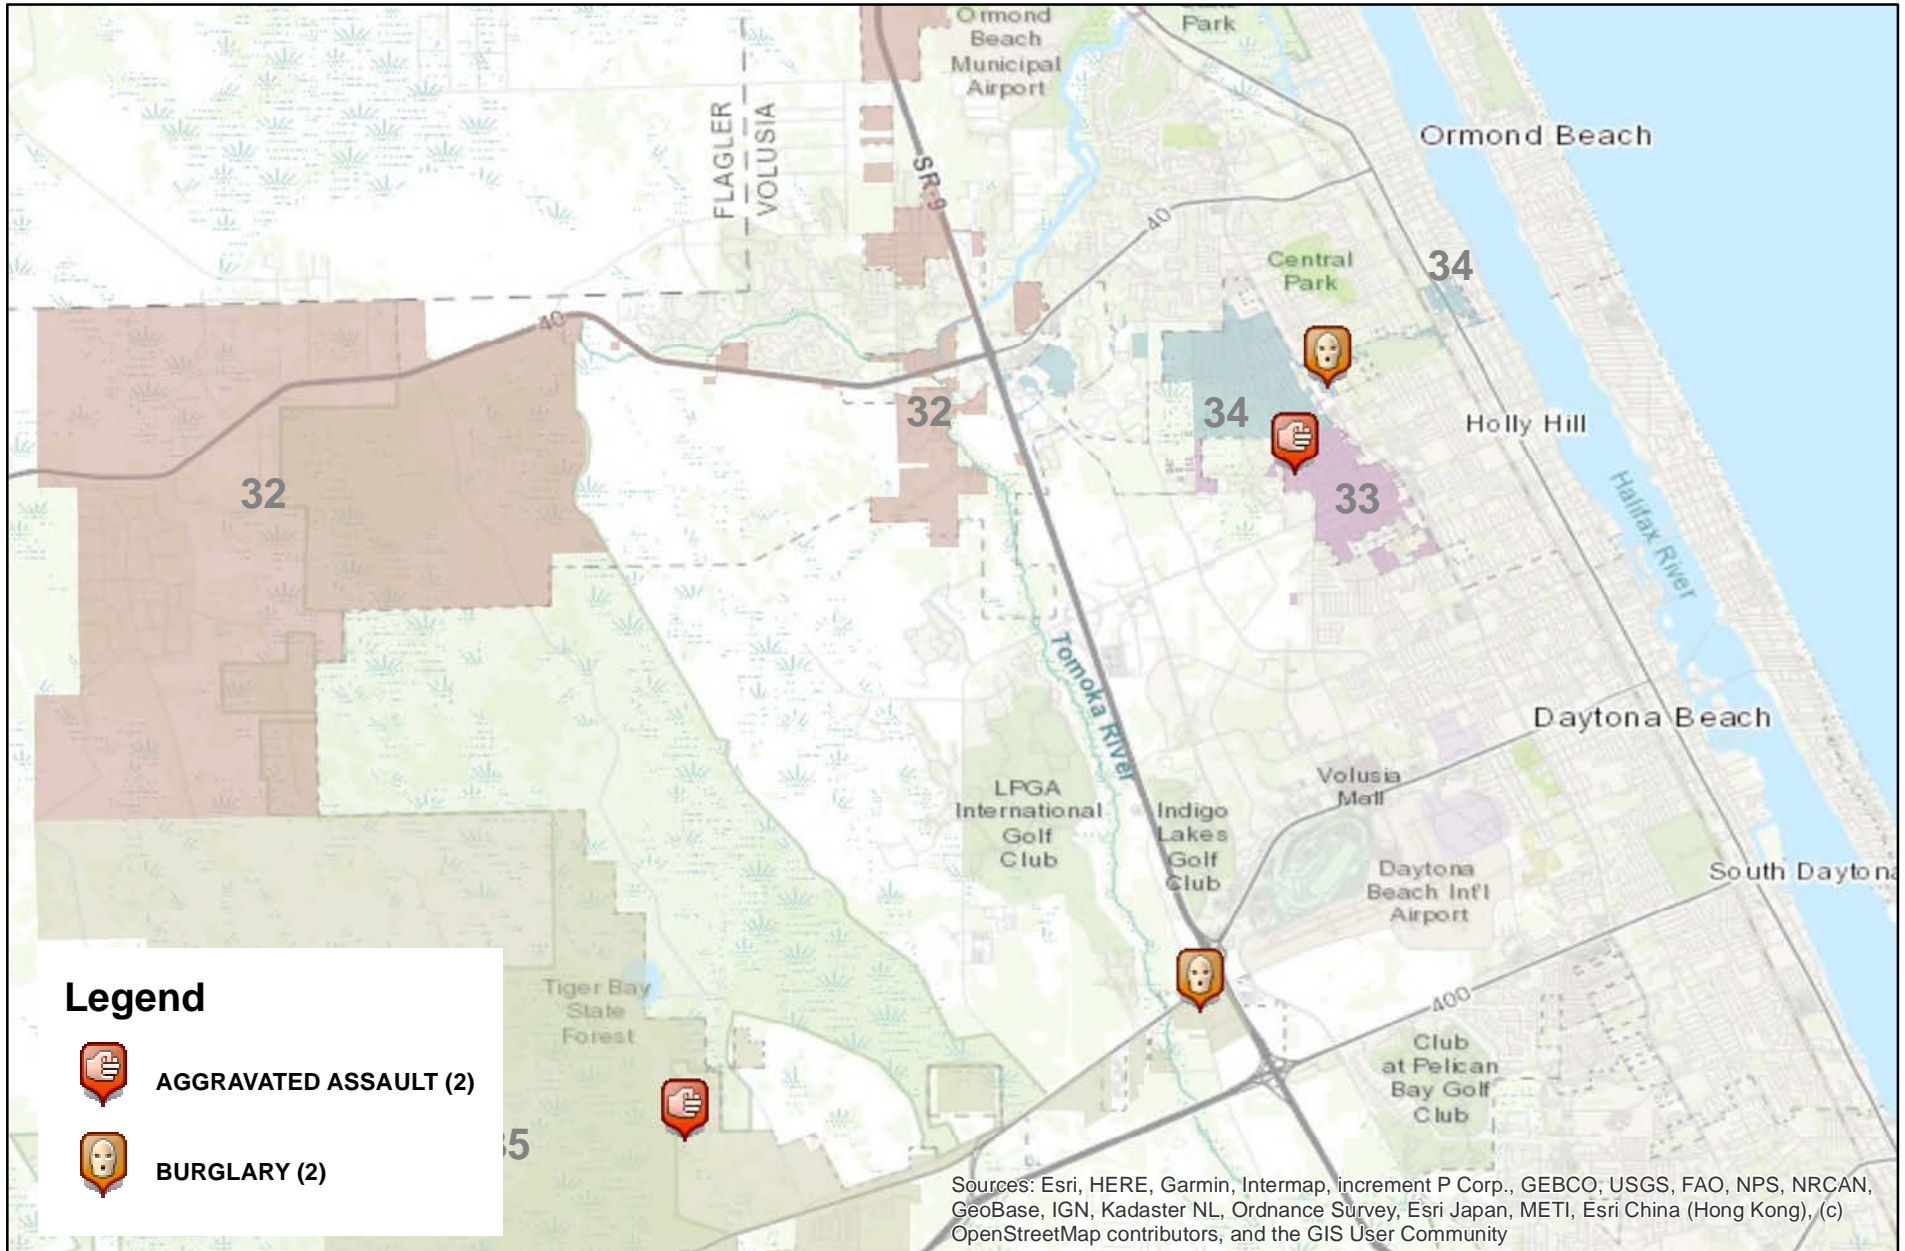 Ormond
Beach
Municipal
Airport
Park
FLAGLER
VOLUSIA
SR-9
Ormond Beach
40
Central
Park
34
40
32
34
Holly Hill
32
33
Halifax River
Tomoka River
Daytona Beach
Volusia
Mall
LPGA
International
Golf
Club
Indigo
Lakes
Golf
Club
Daytona
Beach Int'l
Airport
South Daytona
Tiger Bay
State
Forest
400
Club
at Pelican
Bay Golf
Club
Legend
AGGRAVATED ASSAULT (2)
BURGLARY (2)
35
Sources: Esri, HERE, Garmin, Intermap, increment P Corp., GEBCO, USGS, FAO, NPS, NRCAN,
GeoBase, IGN, Kadaster NL, Ordnance Survey, Esri Japan, METI, Esri China (Hong Kong), (c)
OpenStreetMap contributors, and the GIS User Community